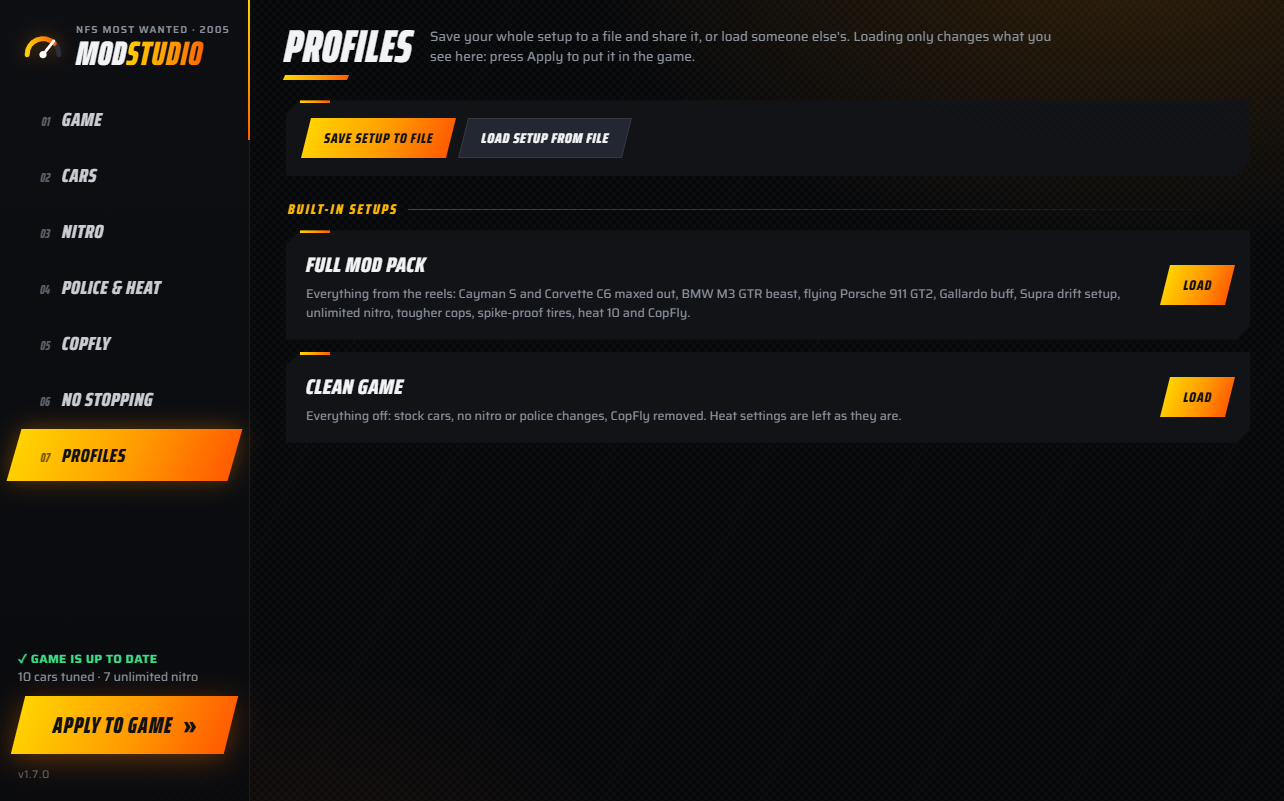 NFS MOST WANTED · 2005
MODSTUDIO
01 GAME
02 CARS
03 NITRO
04 POLICE & HEAT
05 COPFLY
06 NO STOPPING
07 PROFILES
✓ GAME IS UP TO DATE
10 cars tuned · 7 unlimited nitro
APPLY TO GAME »
v1.7.0
PROFILES
Save your whole setup to a file and share it, or load someone else's. Loading only changes what you
see here: press Apply to put it in the game.
SAVE SETUP TO FILE
LOAD SETUP FROM FILE
BUILT-IN SETUPS
FULL MOD PACK
Everything from the reels: Cayman S and Corvette C6 maxed out, BMW M3 GTR beast, flying Porsche 911 GT2, Gallardo buff, Supra drift setup,
unlimited nitro, tougher cops, spike-proof tires, heat 10 and CopFly.
LOAD
CLEAN GAME
Everything off: stock cars, no nitro or police changes, CopFly removed. Heat settings are left as they are.
LOAD